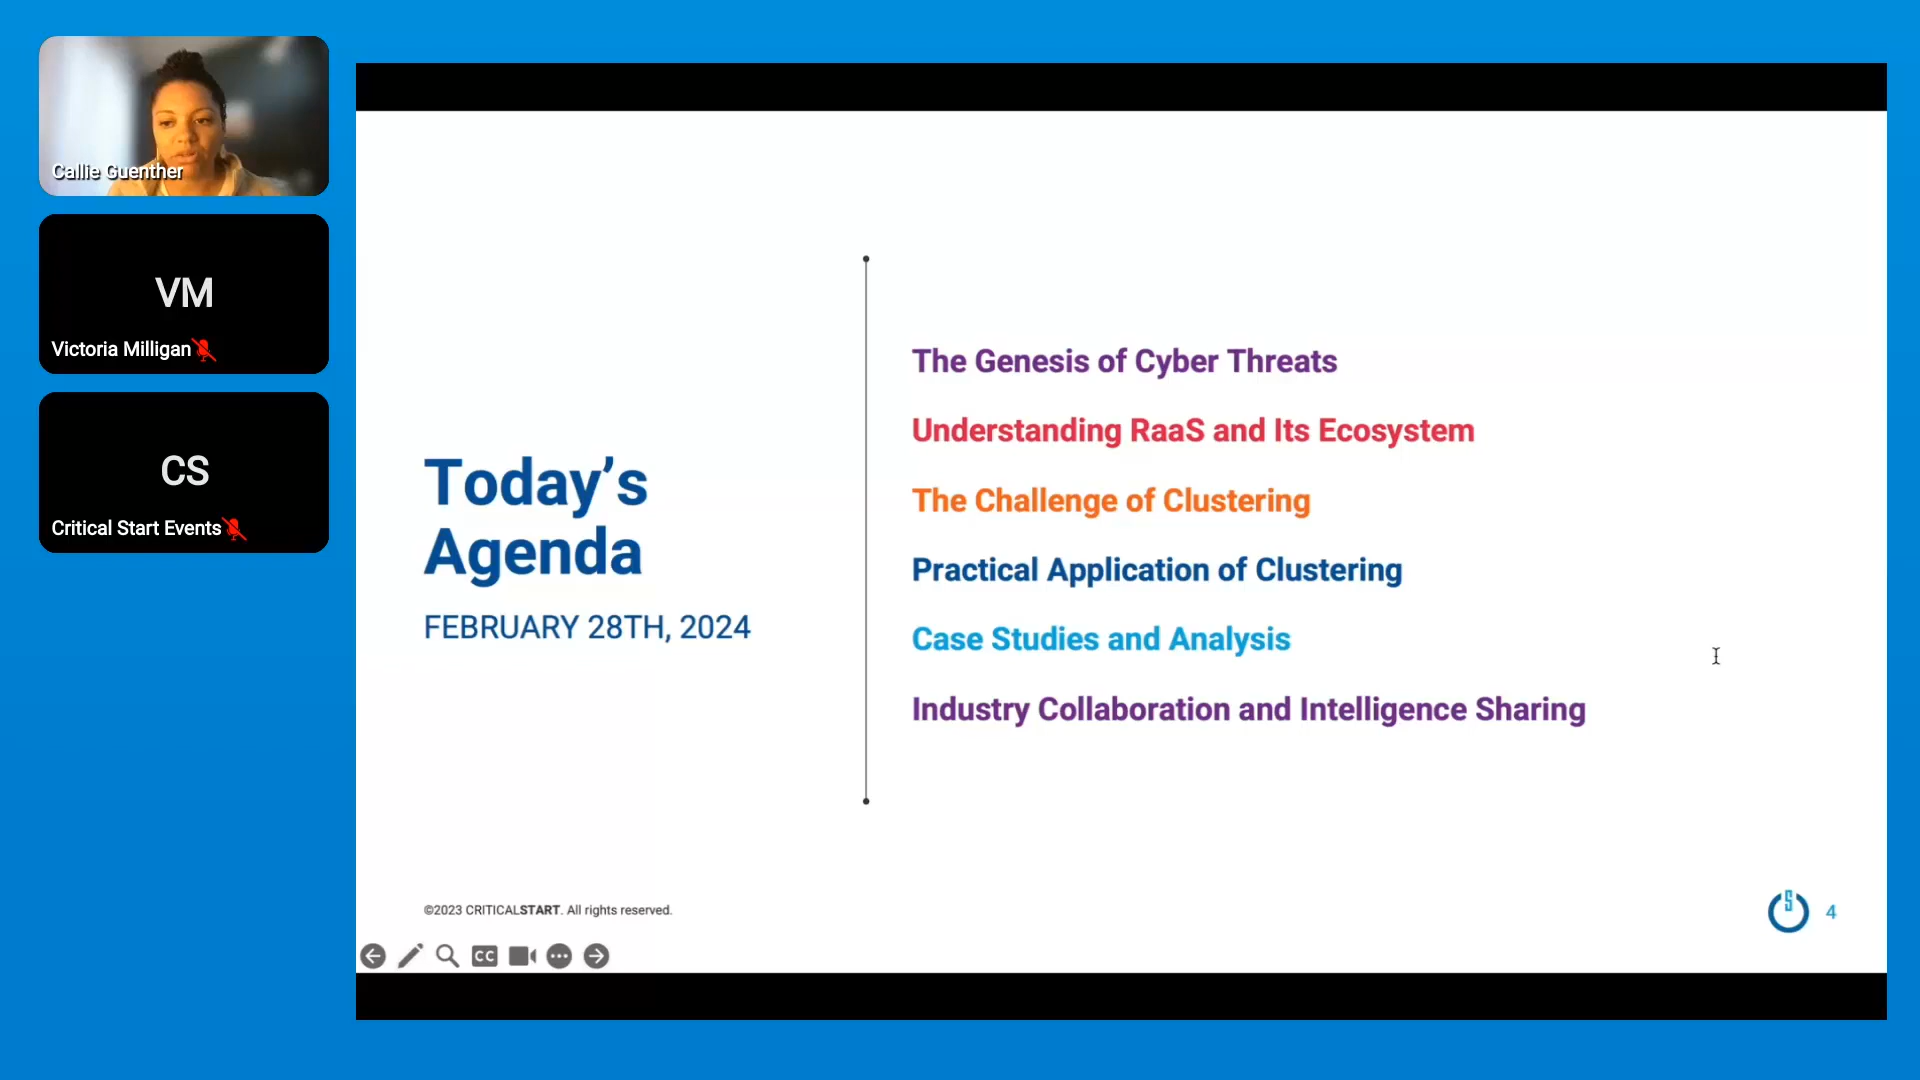 Callie Guenther
VM
Victoria Milligan
CS
Critical Start Events
Today’s
Agenda
FEBRUARY 28TH, 2024
The Genesis of Cyber Threats
Understanding RaaS and Its Ecosystem
The Challenge of Clustering
Practical Application of Clustering
Case Studies and Analysis
Industry Collaboration and Intelligence Sharing
©2023 CRITICALSTART. All rights reserved.
S
4
CC